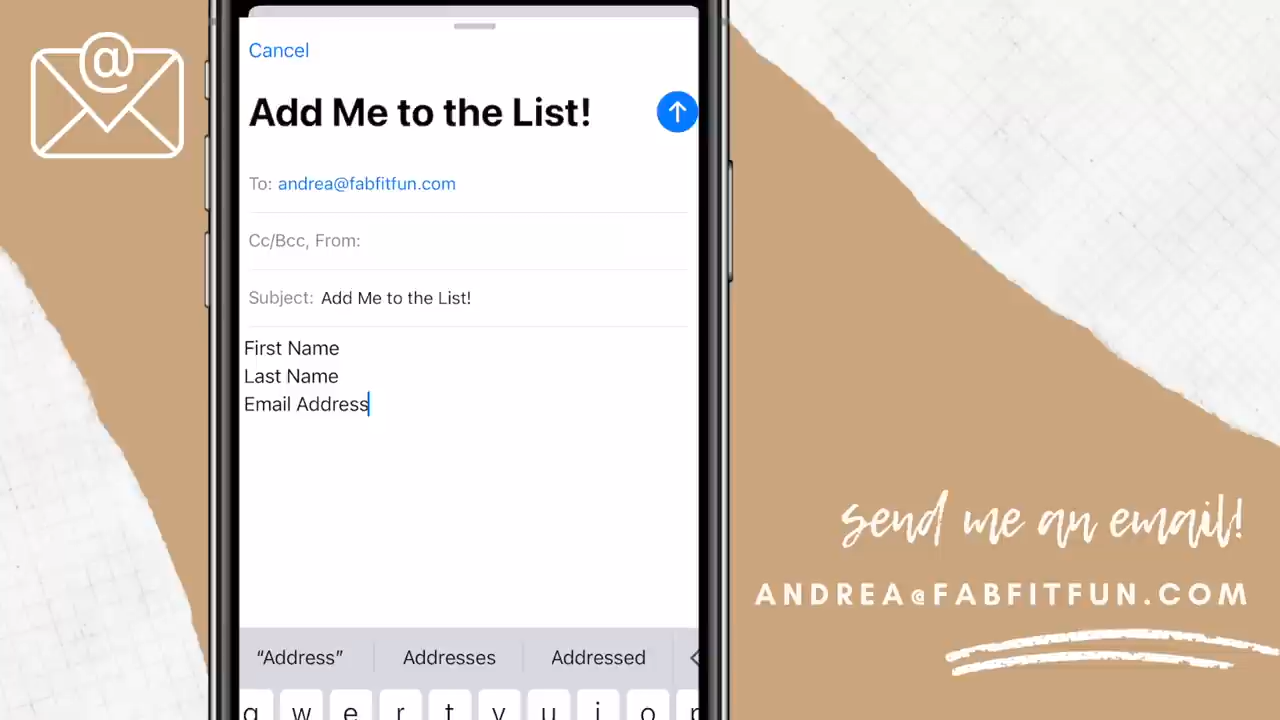 @
Cancel
Add Me to the List!
To: andrea@fabfitfun.com
Cc/Bcc, From:
Subject: Add Me to the List!
First Name
Last Name
Email Address
send me an email!
ANDREA@FABFITFUN.COM
“Address” Addresses Addressed
q w e r t y u i o p